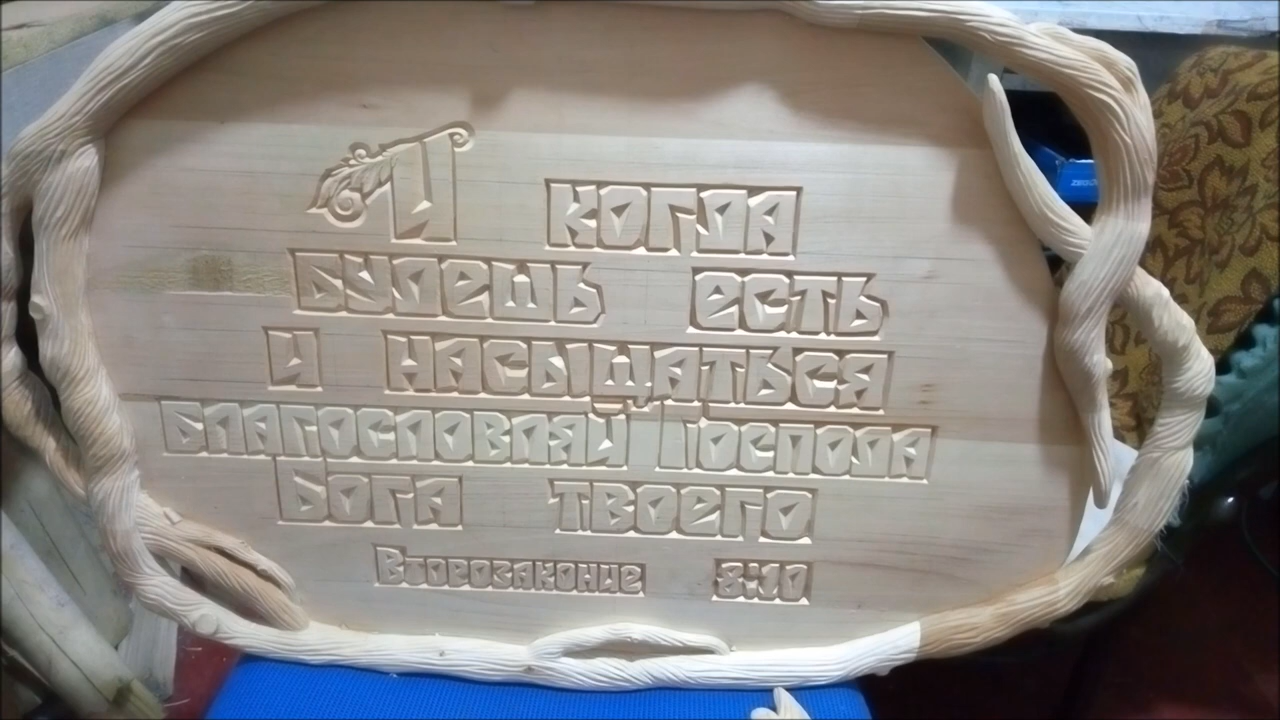 И когда
будешь есть
и насыщаться
благословляй Господа
Бога твоего
Второзаконие 8:10